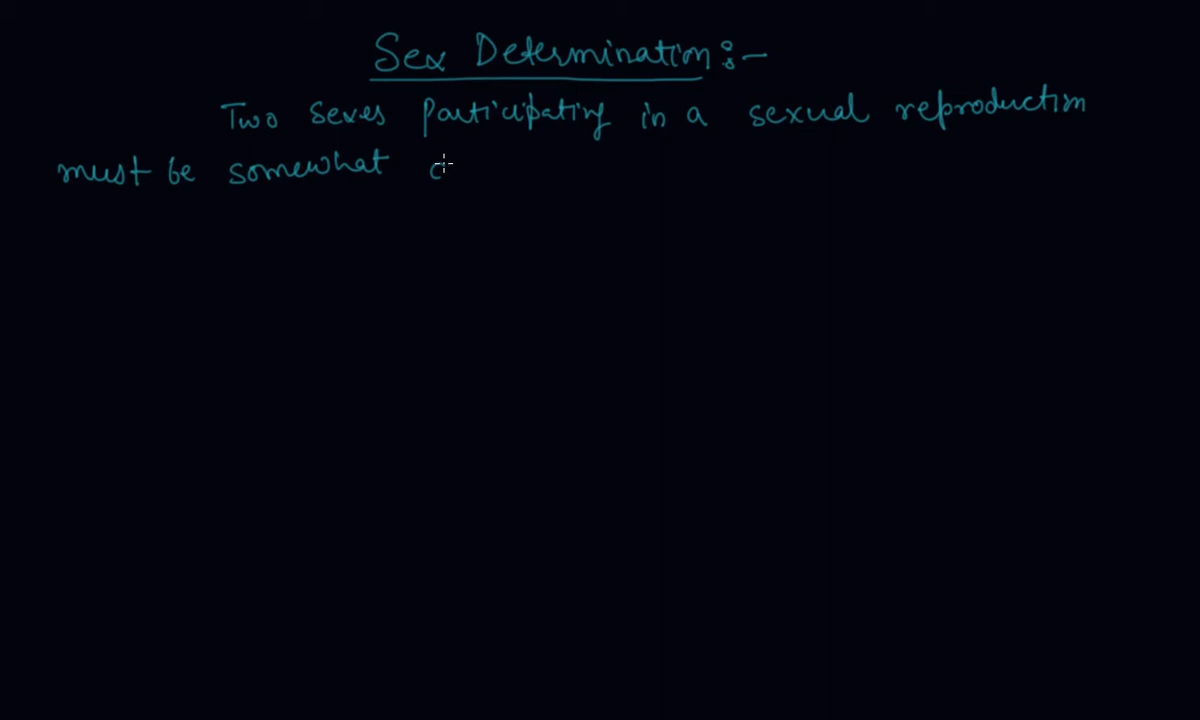 Sex Determination:-
Two sexes participating in a sexual reproduction
must be somewhat